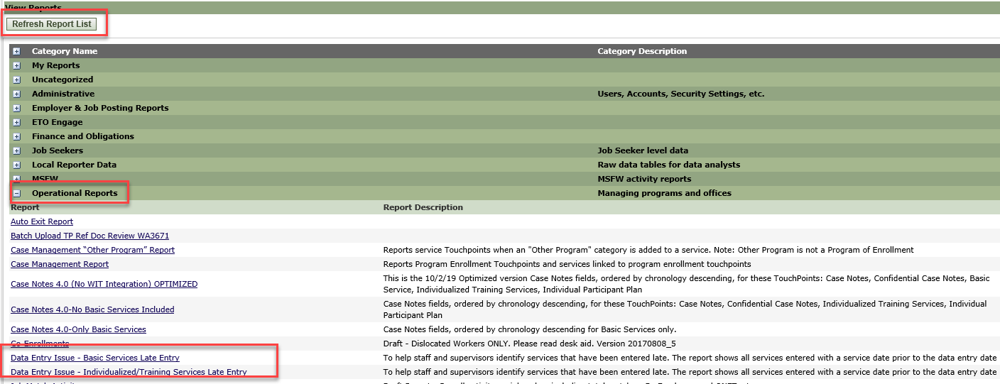 View Reports
Refresh Report List
Category Name Category Description
My Reports
Uncategorized
Administrative Users, Accounts, Security Settings, etc.
Employer & Job Posting Reports
ETO Engage
Finance and Obligations
Job Seekers Job Seeker level data
Local Reporter Data Raw data tables for data analysts
MSFW MSFW activity reports
Operational Reports Managing programs and offices
Report Report Description
Auto Exit Report
Batch Upload TP Ref Doc Review WA3671
Case Management “Other Program” Report Reports service Touchpoints when an "Other Program" category is added to a service. Note: Other Program is not a Program of Enrollment
Case Management Report Reports Program Enrollment Touchpoints and services linked to program enrollment touchpoints
Case Notes 4.0 (No WIT Integration) OPTIMIZED This is the 10/2/19 Optimized version Case Notes fields, ordered by chronology descending, for these TouchPoints: Case Notes, Confidential Case Notes, Basic
Service, Individualized Training Services, Individual Participant Plan
Case Notes 4.0-No Basic Services Included Case Notes fields, ordered by chronology descending, for these TouchPoints: Case Notes, Confidential Case Notes, Individualized Training Services, Individual
Participant Plan
Case Notes 4.0-Only Basic Services Case Notes fields, ordered by chronology descending for Basic Services only.
Co-Enrollments Draft - Dislocated Workers ONLY. Please read desk aid. Version 20170808_5
Data Entry Issue - Basic Services Late Entry To help staff and supervisors identify services that have been entered late. The report shows all services entered with a service date prior to the data entry date
Data Entry Issue - Individualized/Training Services Late Entry To help staff and supervisors identify services that have been entered late. The report shows all services entered with a service date prior to the data entry date